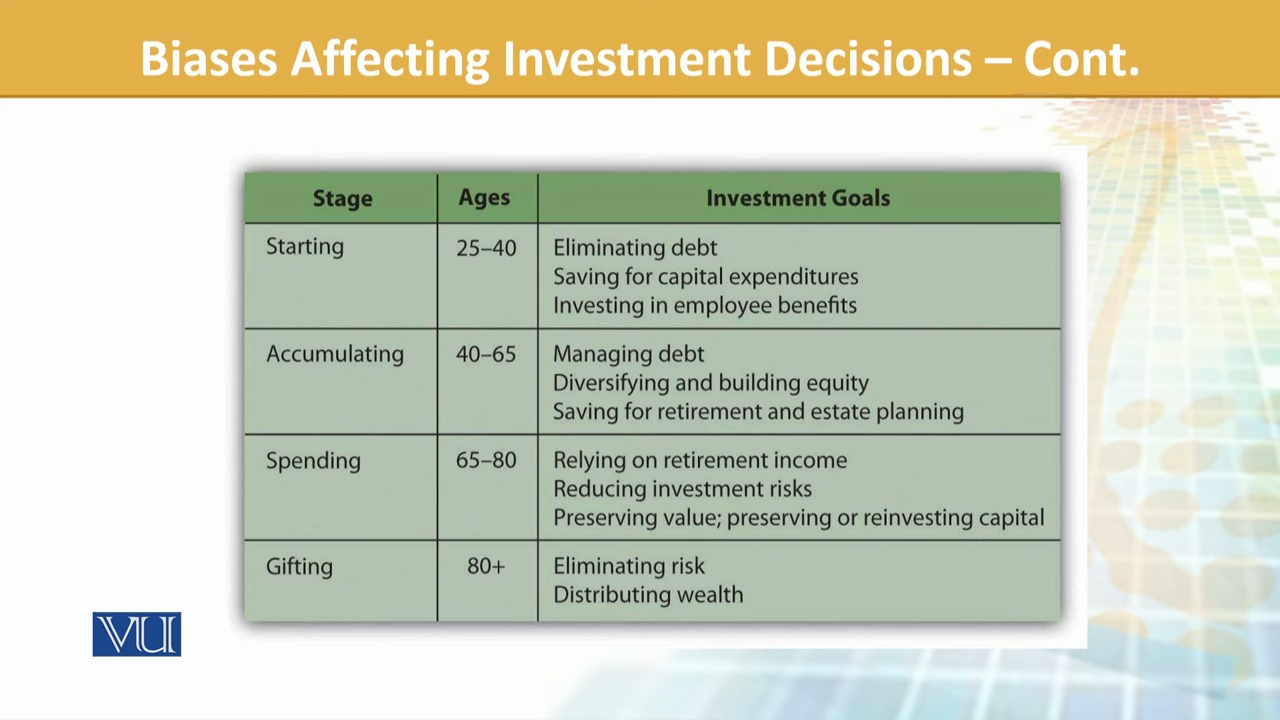 Biases Affecting Investment Decisions – Cont.
Stage Ages Investment Goals
Starting 25–40 Eliminating debt
Saving for capital expenditures
Investing in employee benefits
Accumulating 40–65 Managing debt
Diversifying and building equity
Saving for retirement and estate planning
Spending 65–80 Relying on retirement income
Reducing investment risks
Preserving value; preserving or reinvesting capital
Gifting 80+ Eliminating risk
Distributing wealth
VU